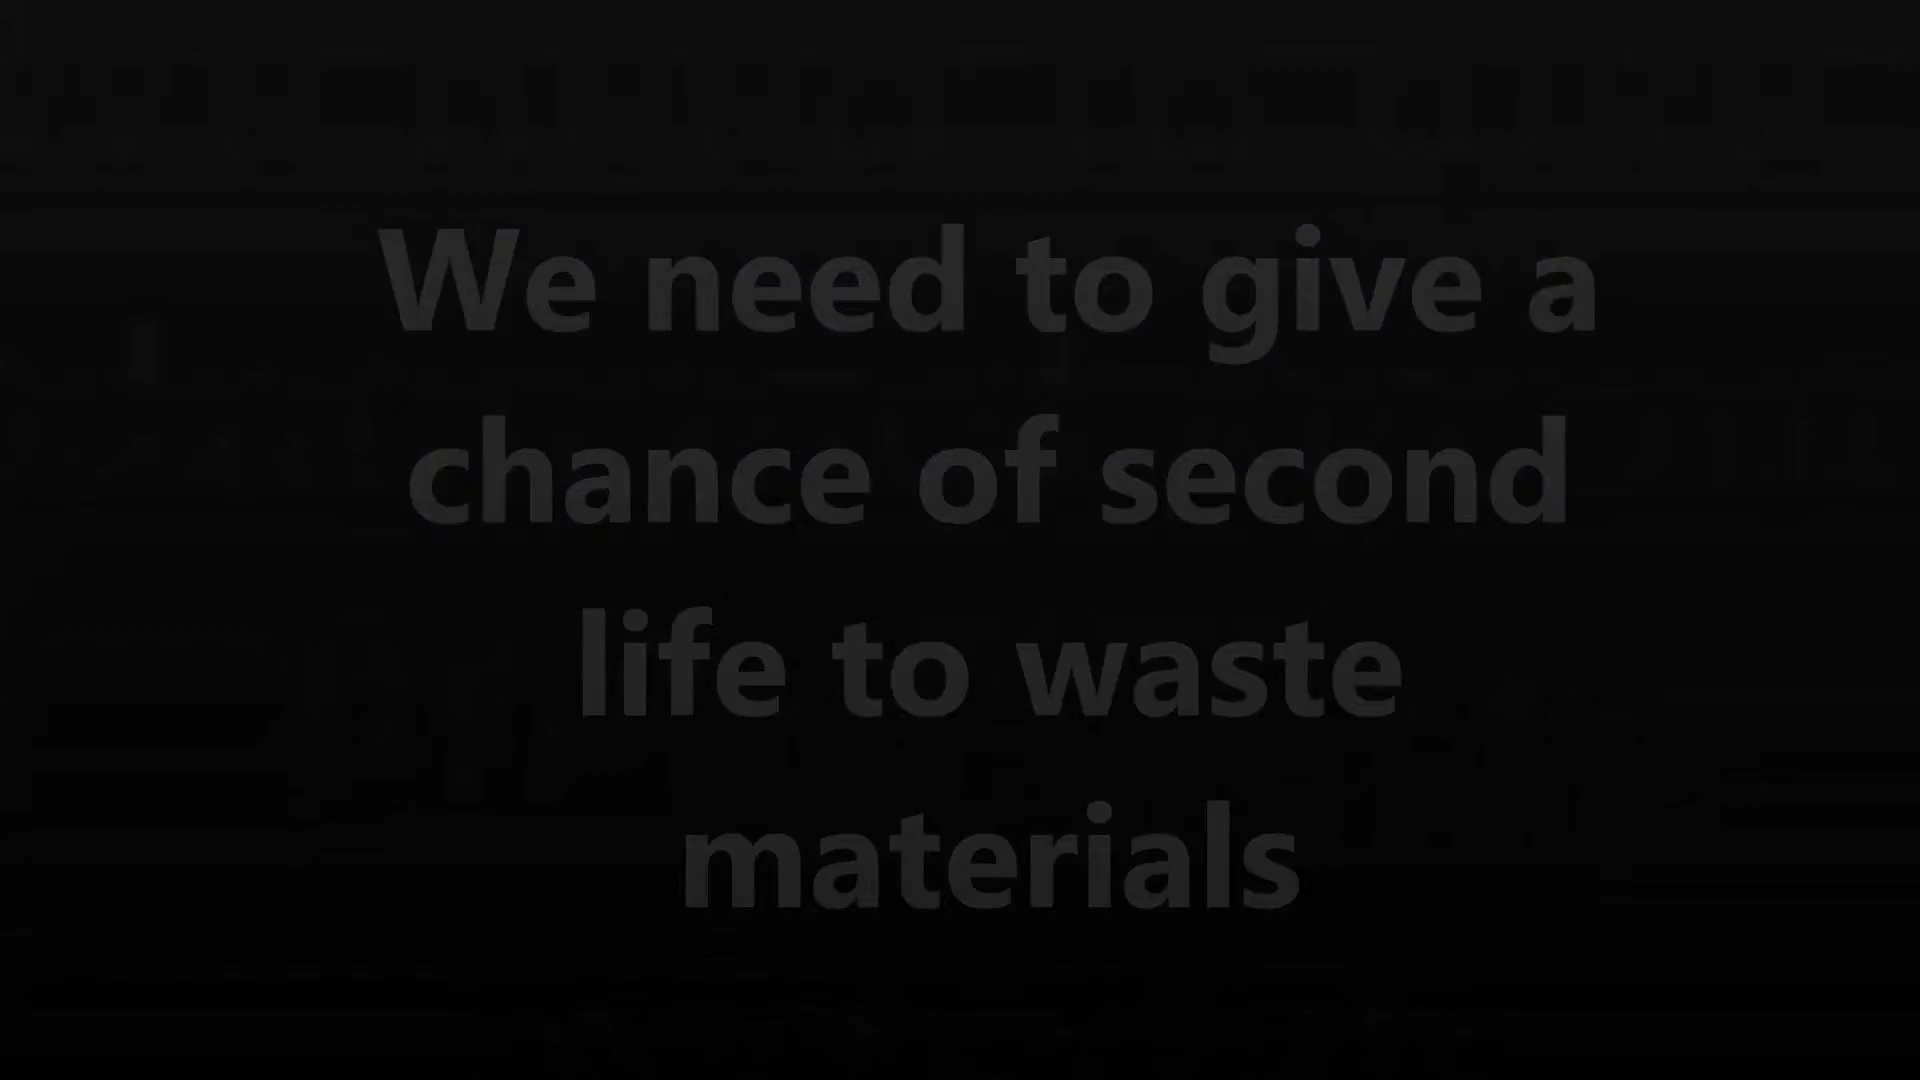 We need to give a
chance of second
life to waste
materials